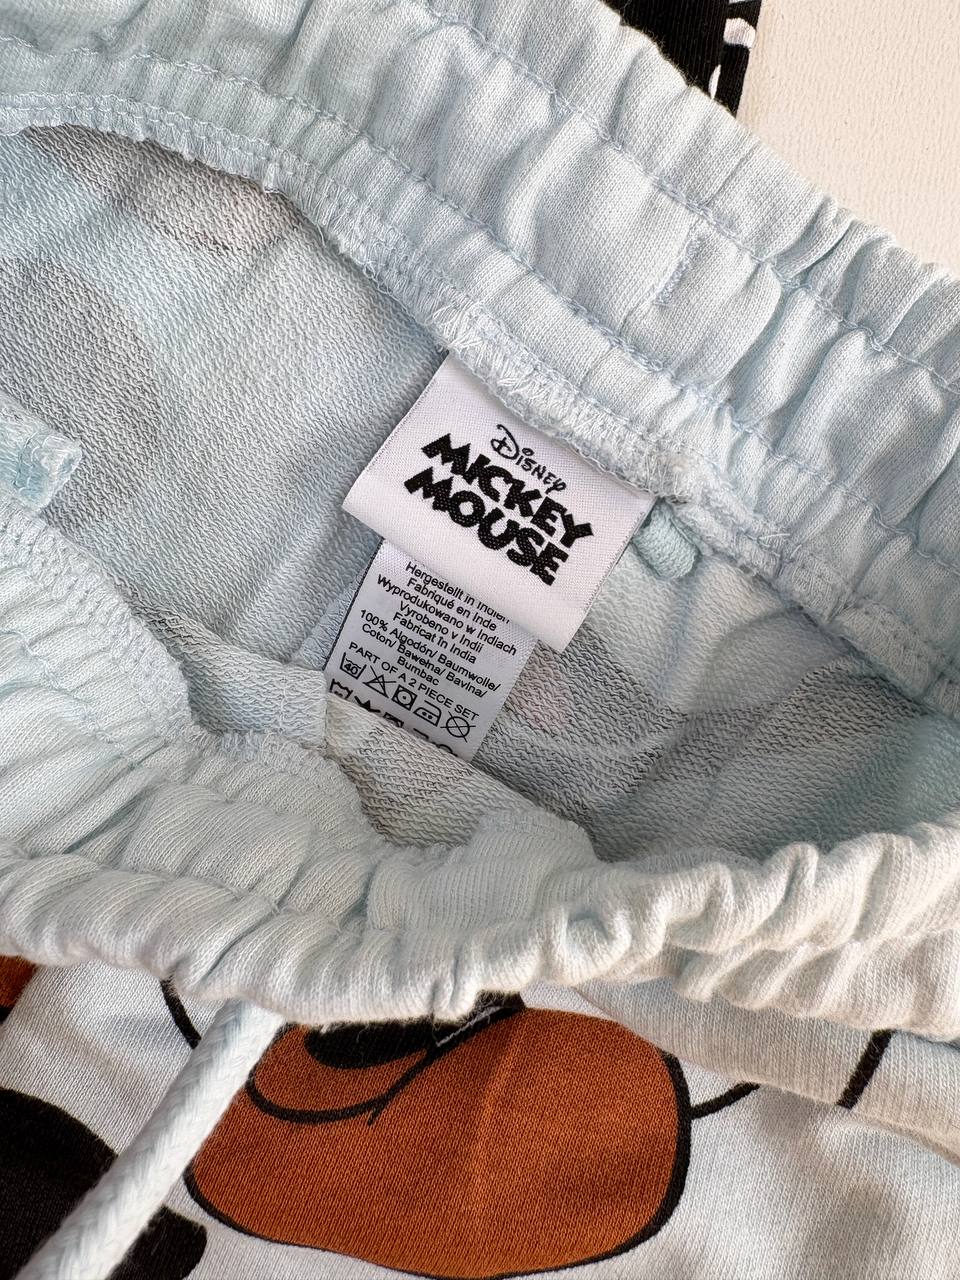 Disney
MICKEY
MOUSE
Hergestellt in Indien
Fabriqué en Inde
Wyprodukowano w Indiach
Vyrobeno v Indii
Fabricat în India
100% Algodón/ Baumwolle/
Coton/ Bawełna/ Bavlna/
Bumbac
PART OF A 2 PIECE SET
40